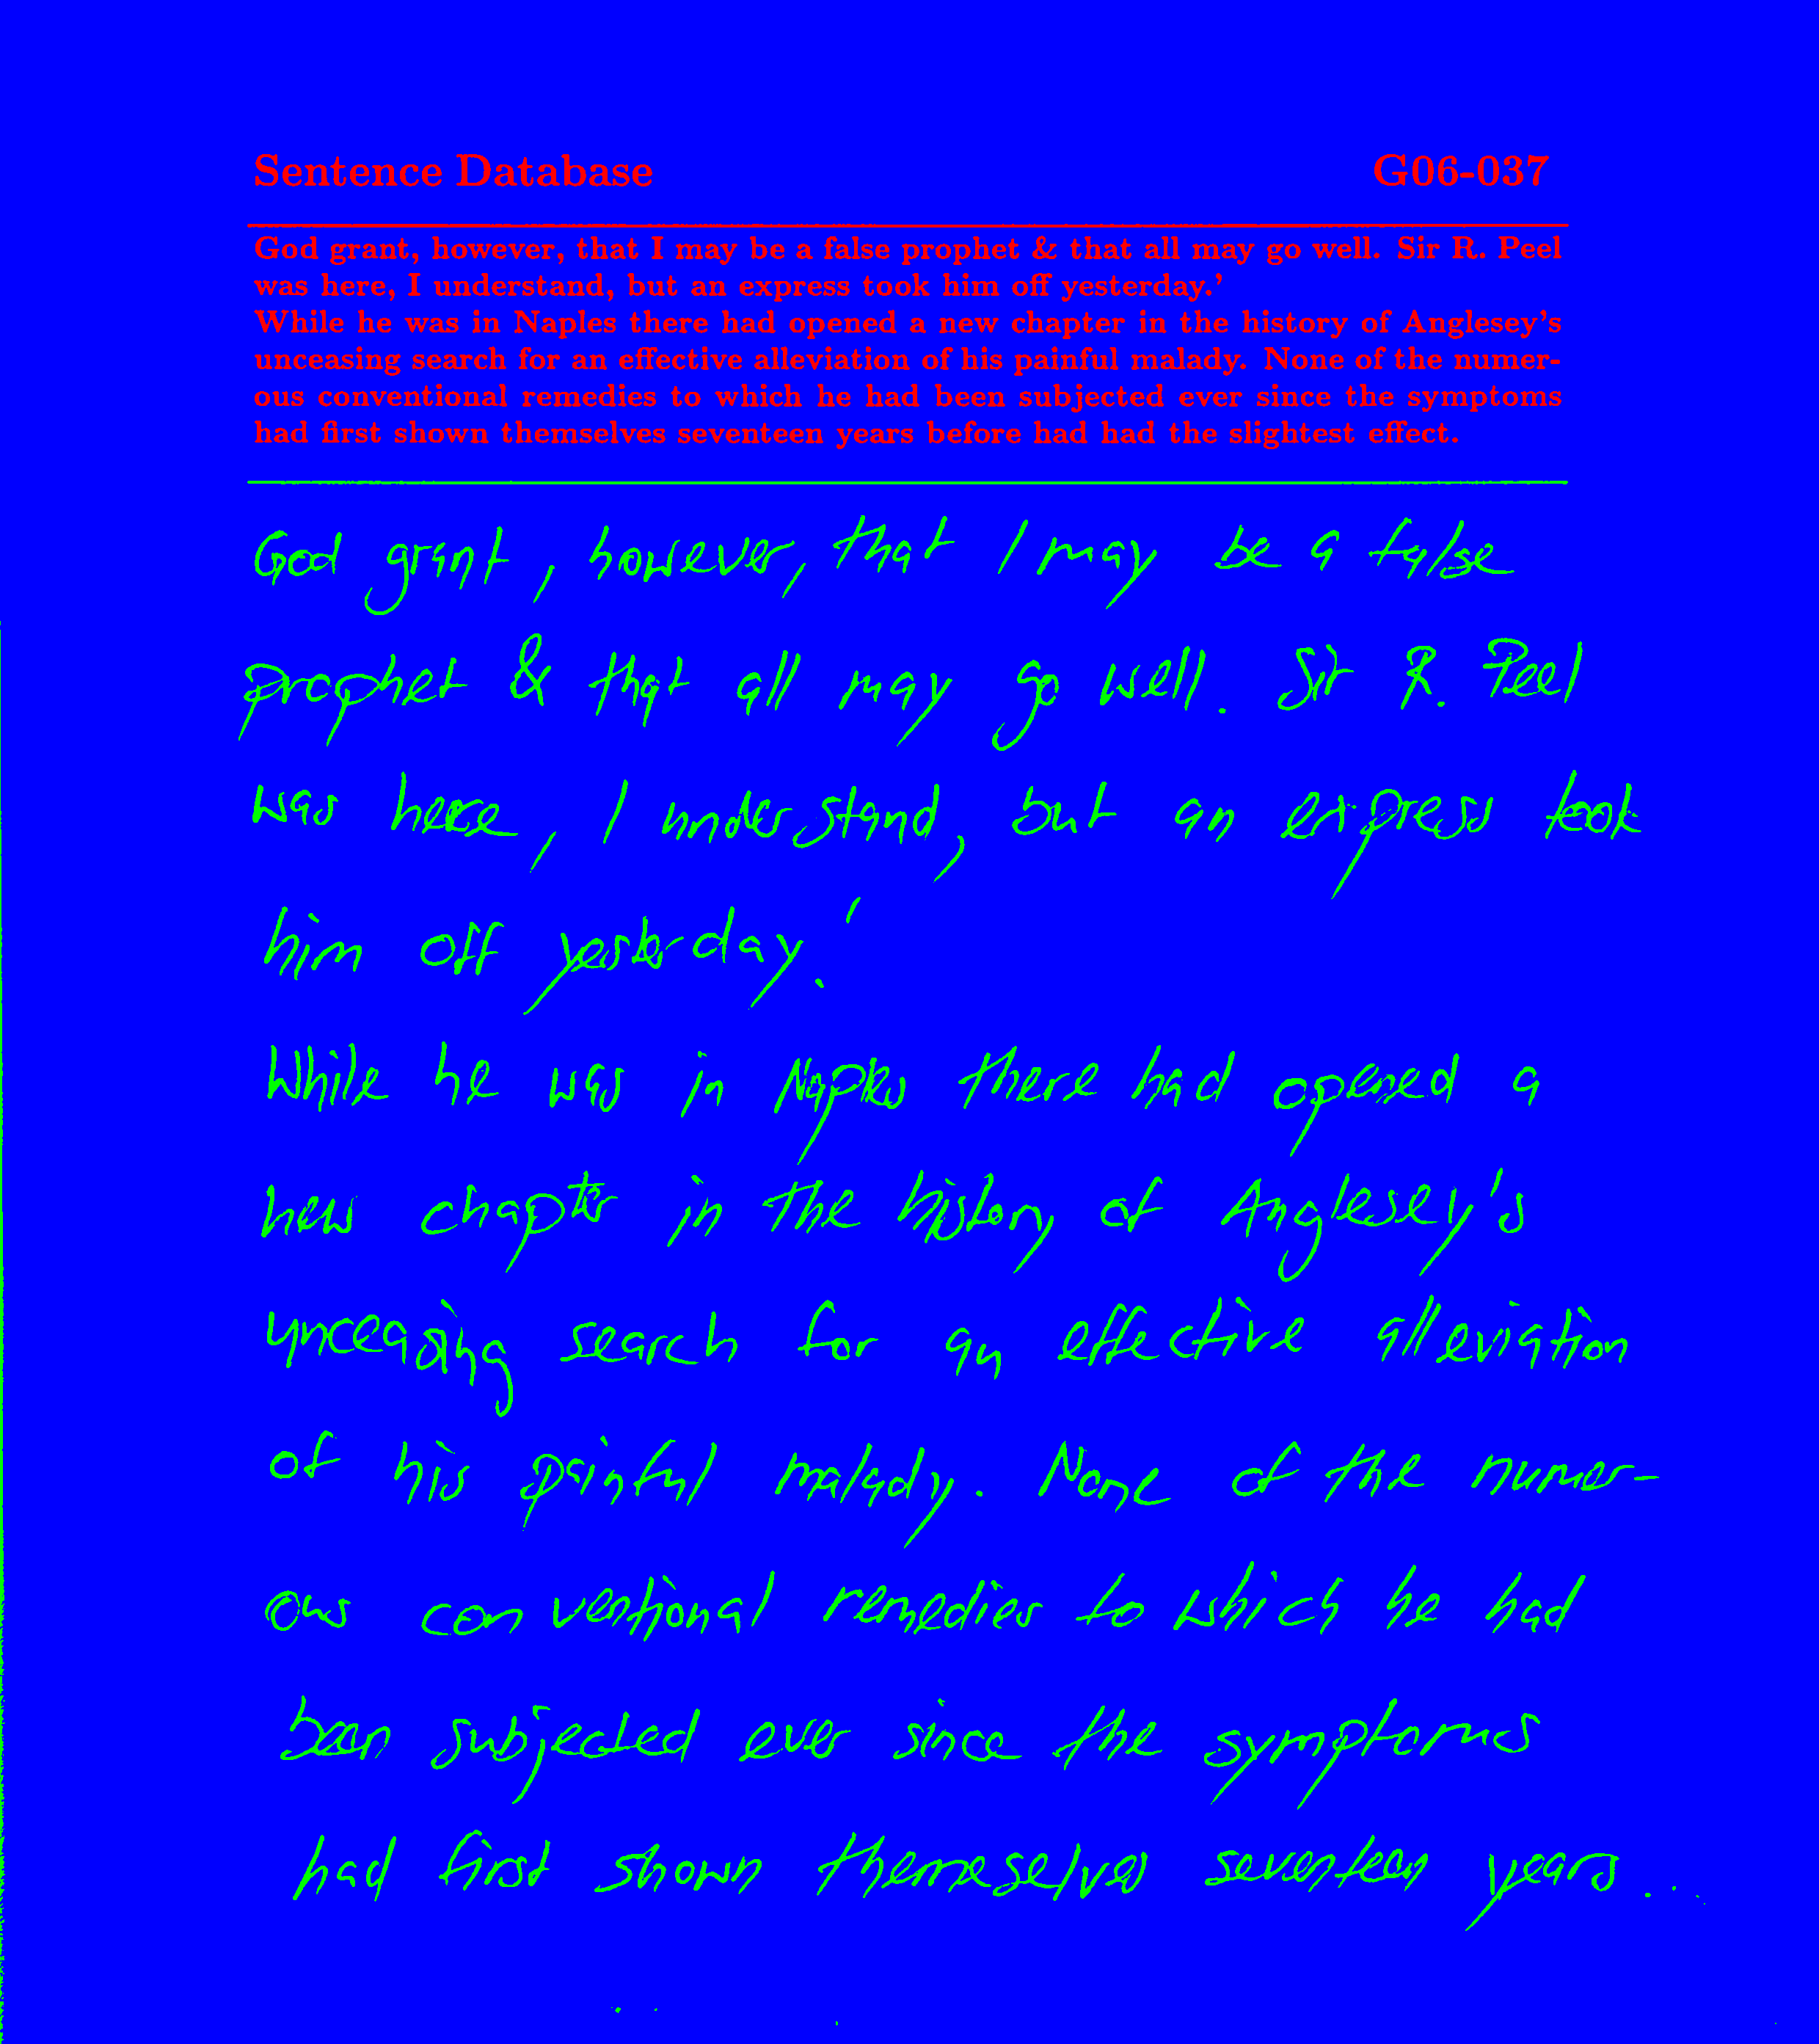 Sentence Database G06-037
God grant, however, that I may be a false prophet & that all may go well. Sir R. Peel
was here, I understand, but an express took him off yesterday.’
While he was in Naples there had opened a new chapter in the history of Anglesey’s
unceasing search for an effective alleviation of his painful malady. None of the numer-
ous conventional remedies to which he had been subjected ever since the symptoms
had first shown themselves seventeen years before had had the slightest effect.
God grant, however, that I may be a false
prophet & that all may go well. Sir R. Peel
was here, I understand, but an express took
him off yesterday.'
While he was in Naples there had opened a
new chapter in the history of Anglesey's
unceasing search for an effective alleviation
of his painful malady. None of the numer-
ous conventional remedies to which he had
been subjected ever since the symptoms
had first shown themeselves seventeen years...